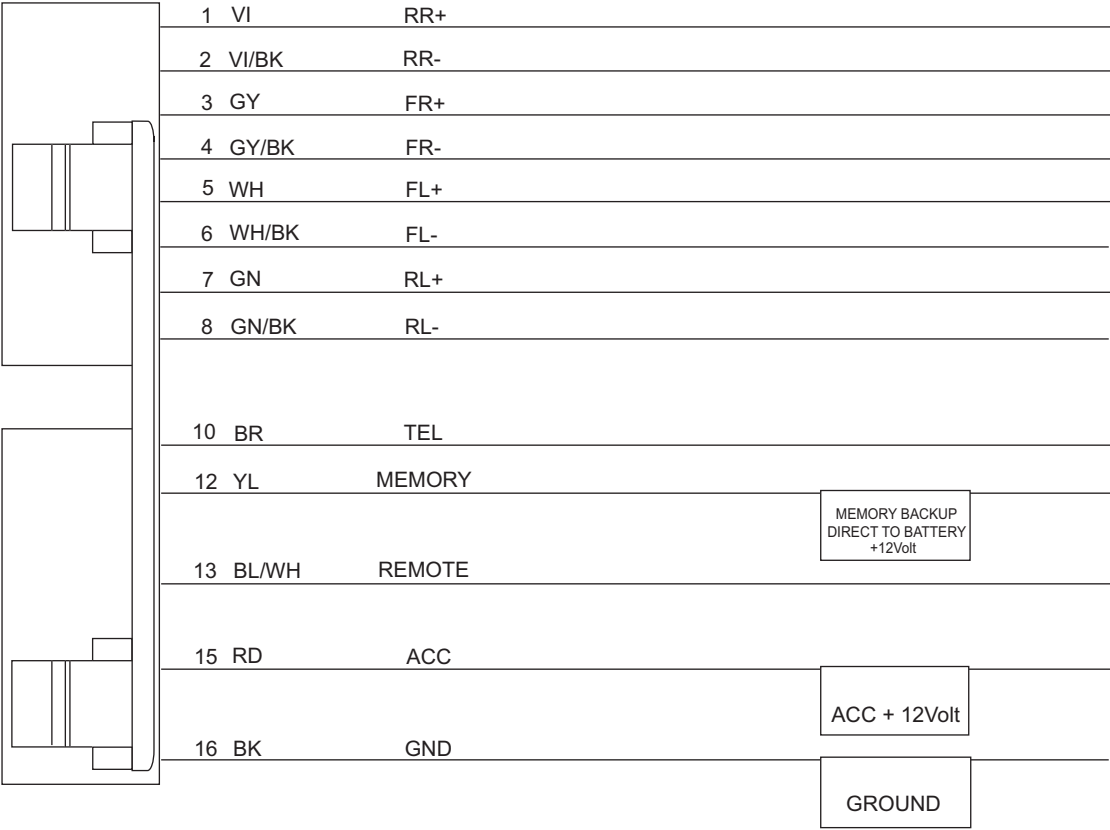 1 VI RR+
2 VI/BK RR-
3 GY FR+
4 GY/BK FR-
5 WH FL+
6 WH/BK FL-
7 GN RL+
8 GN/BK RL-
10 BR TEL
12 YL MEMORY
MEMORY BACKUP
DIRECT TO BATTERY
+12Volt
13 BL/WH REMOTE
15 RD ACC
ACC + 12Volt
16 BK GND
GROUND